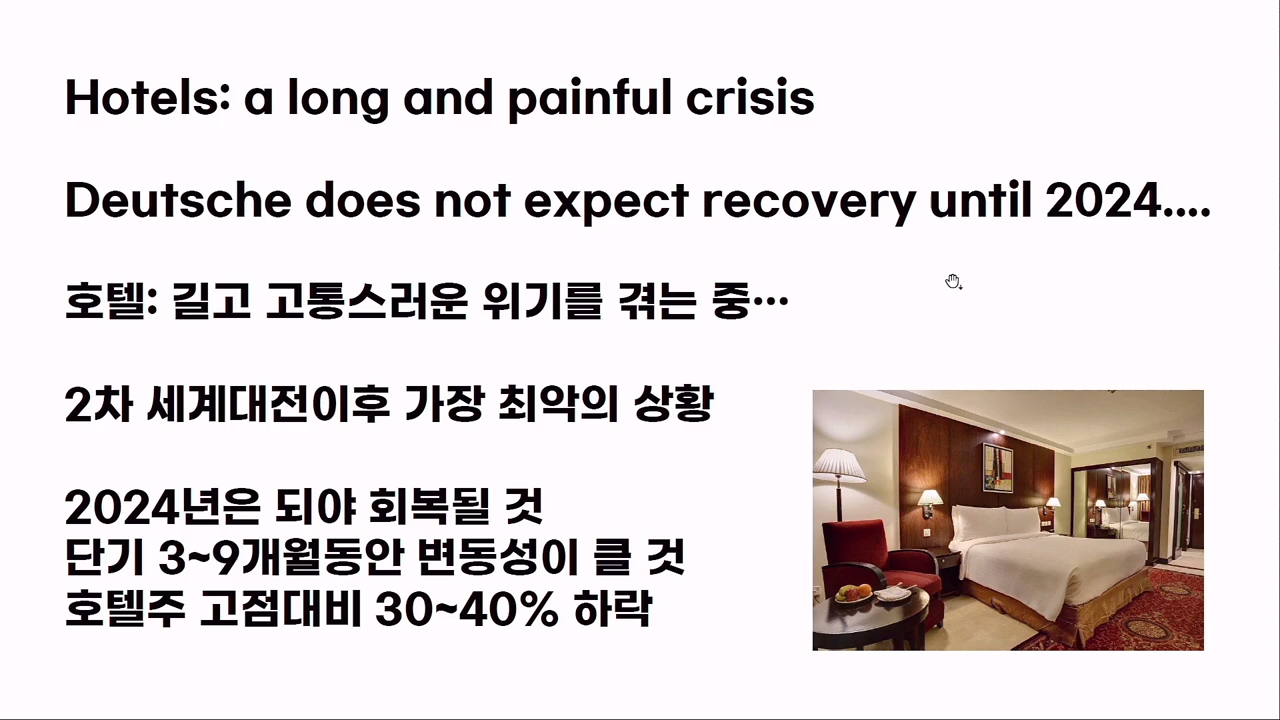 Hotels: a long and painful crisis
Deutsche does not expect recovery until 2024....
호텔: 길고 고통스러운 위기를 겪는 중…
2차 세계대전이후 가장 최악의 상황
2024년은 되야 회복될 것
단기 3~9개월동안 변동성이 클 것
호텔주 고점대비 30~40% 하락